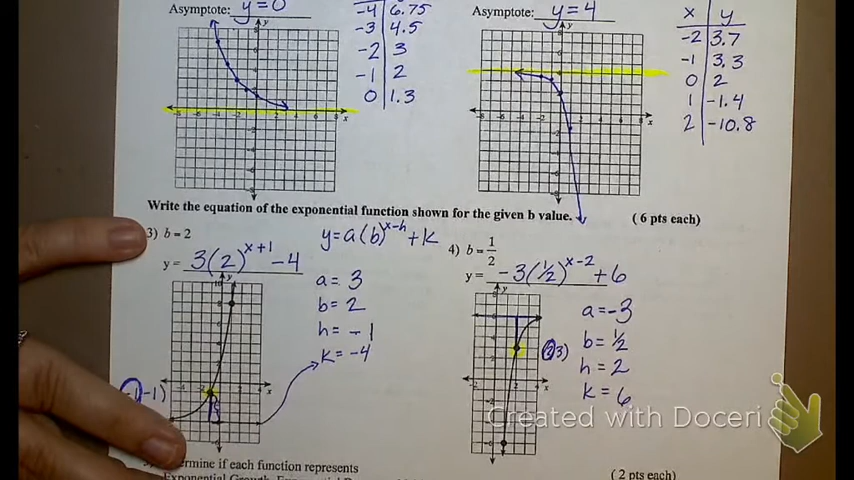 Asymptote: y=0
-4 6.75
-3 4.5
-2 3
-1 2
0 1.3
Asymptote: y=4
x y
-2 3.7
-1 3.3
0 2
1 -1.4
2 -10.8
Write the equation of the exponential function shown for the given b value. ( 6 pts each)
3) b = 2
y=a(b)^x-h + k
y = 3(2)^x+1 -4
a= 3
b= 2
h= -1
k= -4
-1)
4) b = 1/2
y = -3(1/2)^x-2 +6
a=-3
b= 1/2
h= 2
k= 6
3)
Created with Doceri
termine if each function represents
(2 pts each)